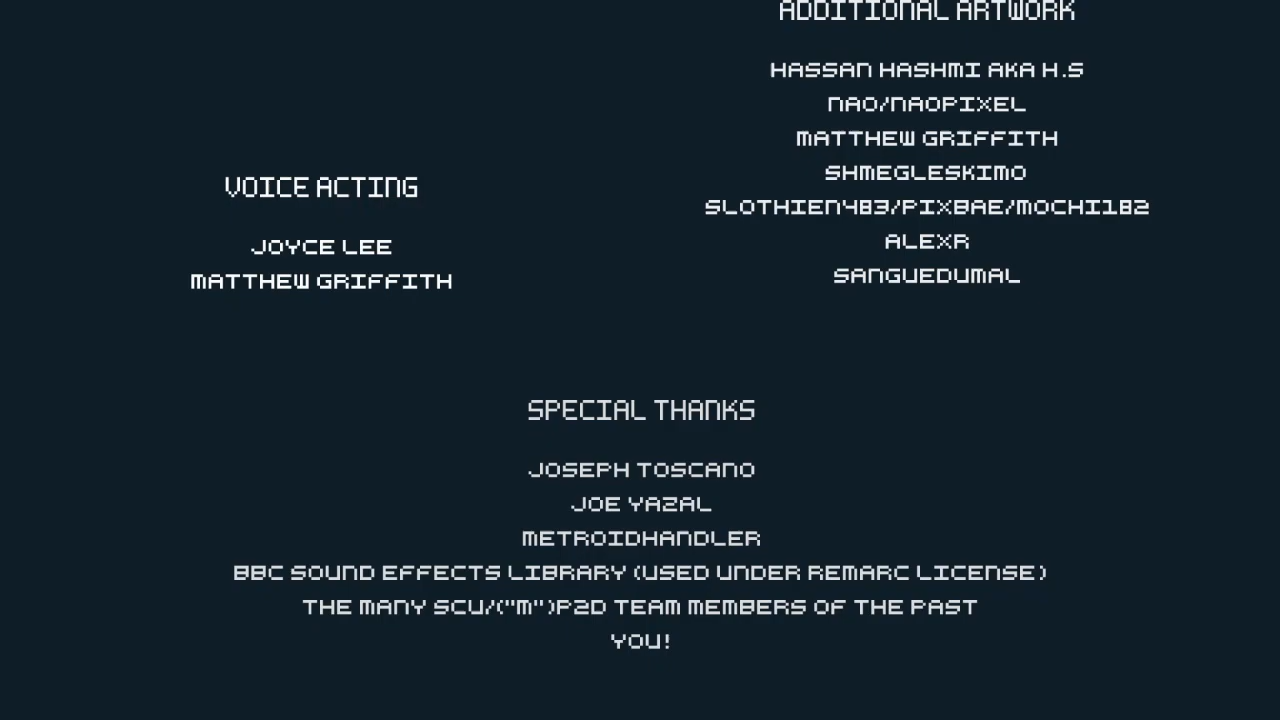 ADDITIONAL ARTWORK
HASSAN HASHMI AKA H.S
NAO/NAOPIXEL
MATTHEW GRIFFITH
SHMEGLESKIMO
SLOTHIEN483/PIXBAE/MOCHI182
ALEXR
SANGUEDUMAL
VOICE ACTING
JOYCE LEE
MATTHEW GRIFFITH
SPECIAL THANKS
JOSEPH TOSCANO
JOE YAZAL
METROIDHANDLER
BBC SOUND EFFECTS LIBRARY (USED UNDER REMARC LICENSE)
THE MANY SCU/("M")P2D TEAM MEMBERS OF THE PAST
YOU!